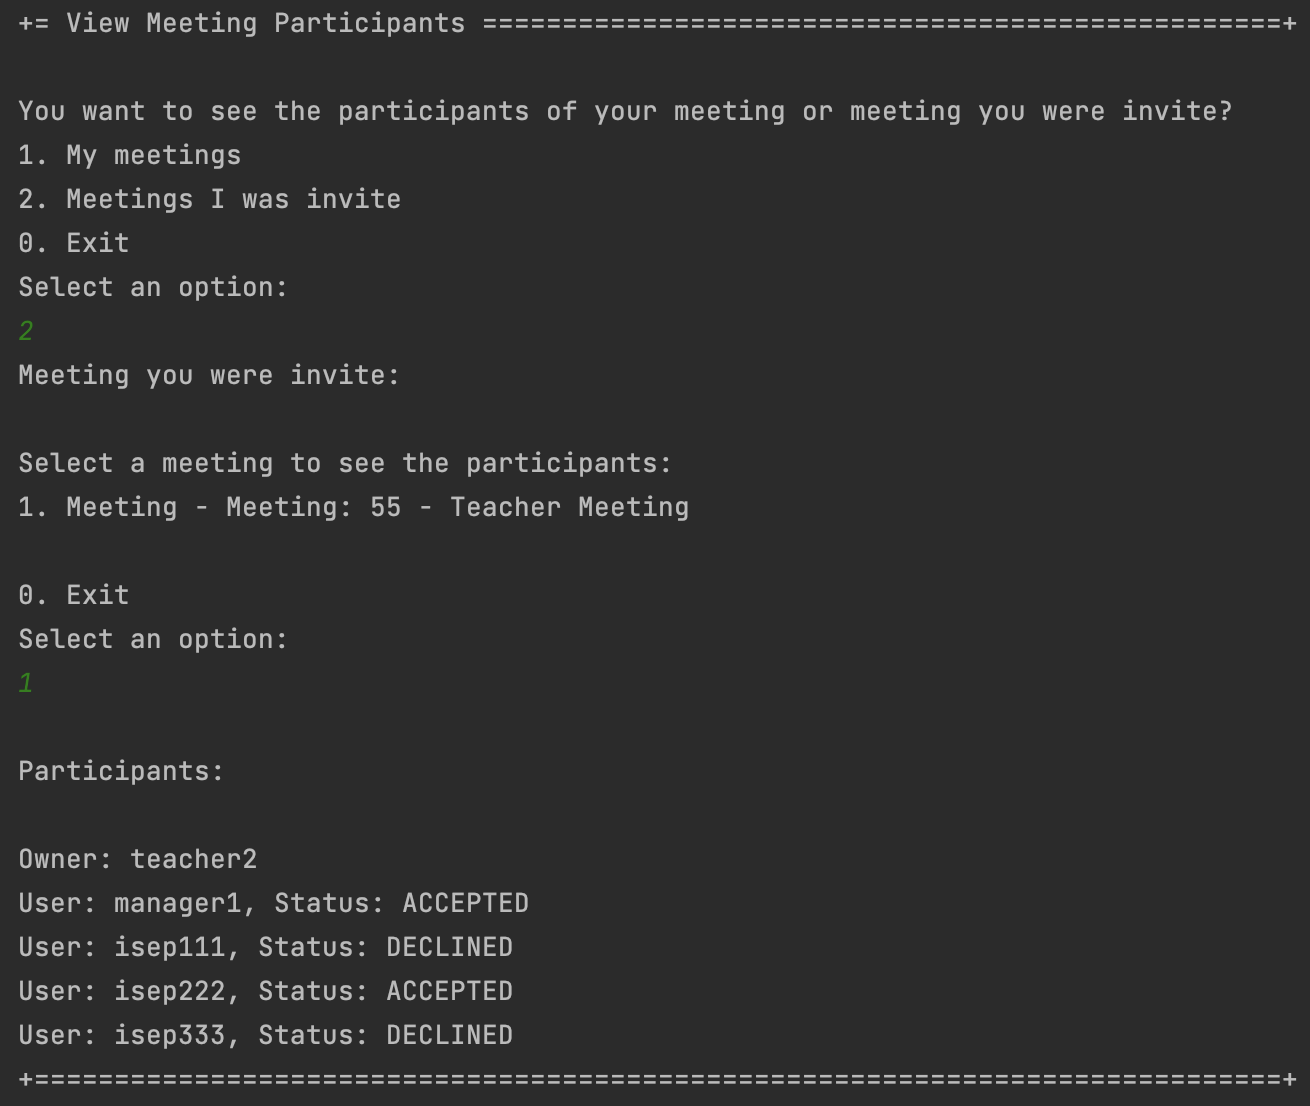 += View Meeting Participants ==================================================+
You want to see the participants of your meeting or meeting you were invite?
1. My meetings
2. Meetings I was invite
0. Exit
Select an option:
2
Meeting you were invite:
Select a meeting to see the participants:
1. Meeting - Meeting: 55 - Teacher Meeting
0. Exit
Select an option:
1
Participants:
Owner: teacher2
User: manager1, Status: ACCEPTED
User: isep111, Status: DECLINED
User: isep222, Status: ACCEPTED
User: isep333, Status: DECLINED
+==============================================================================+